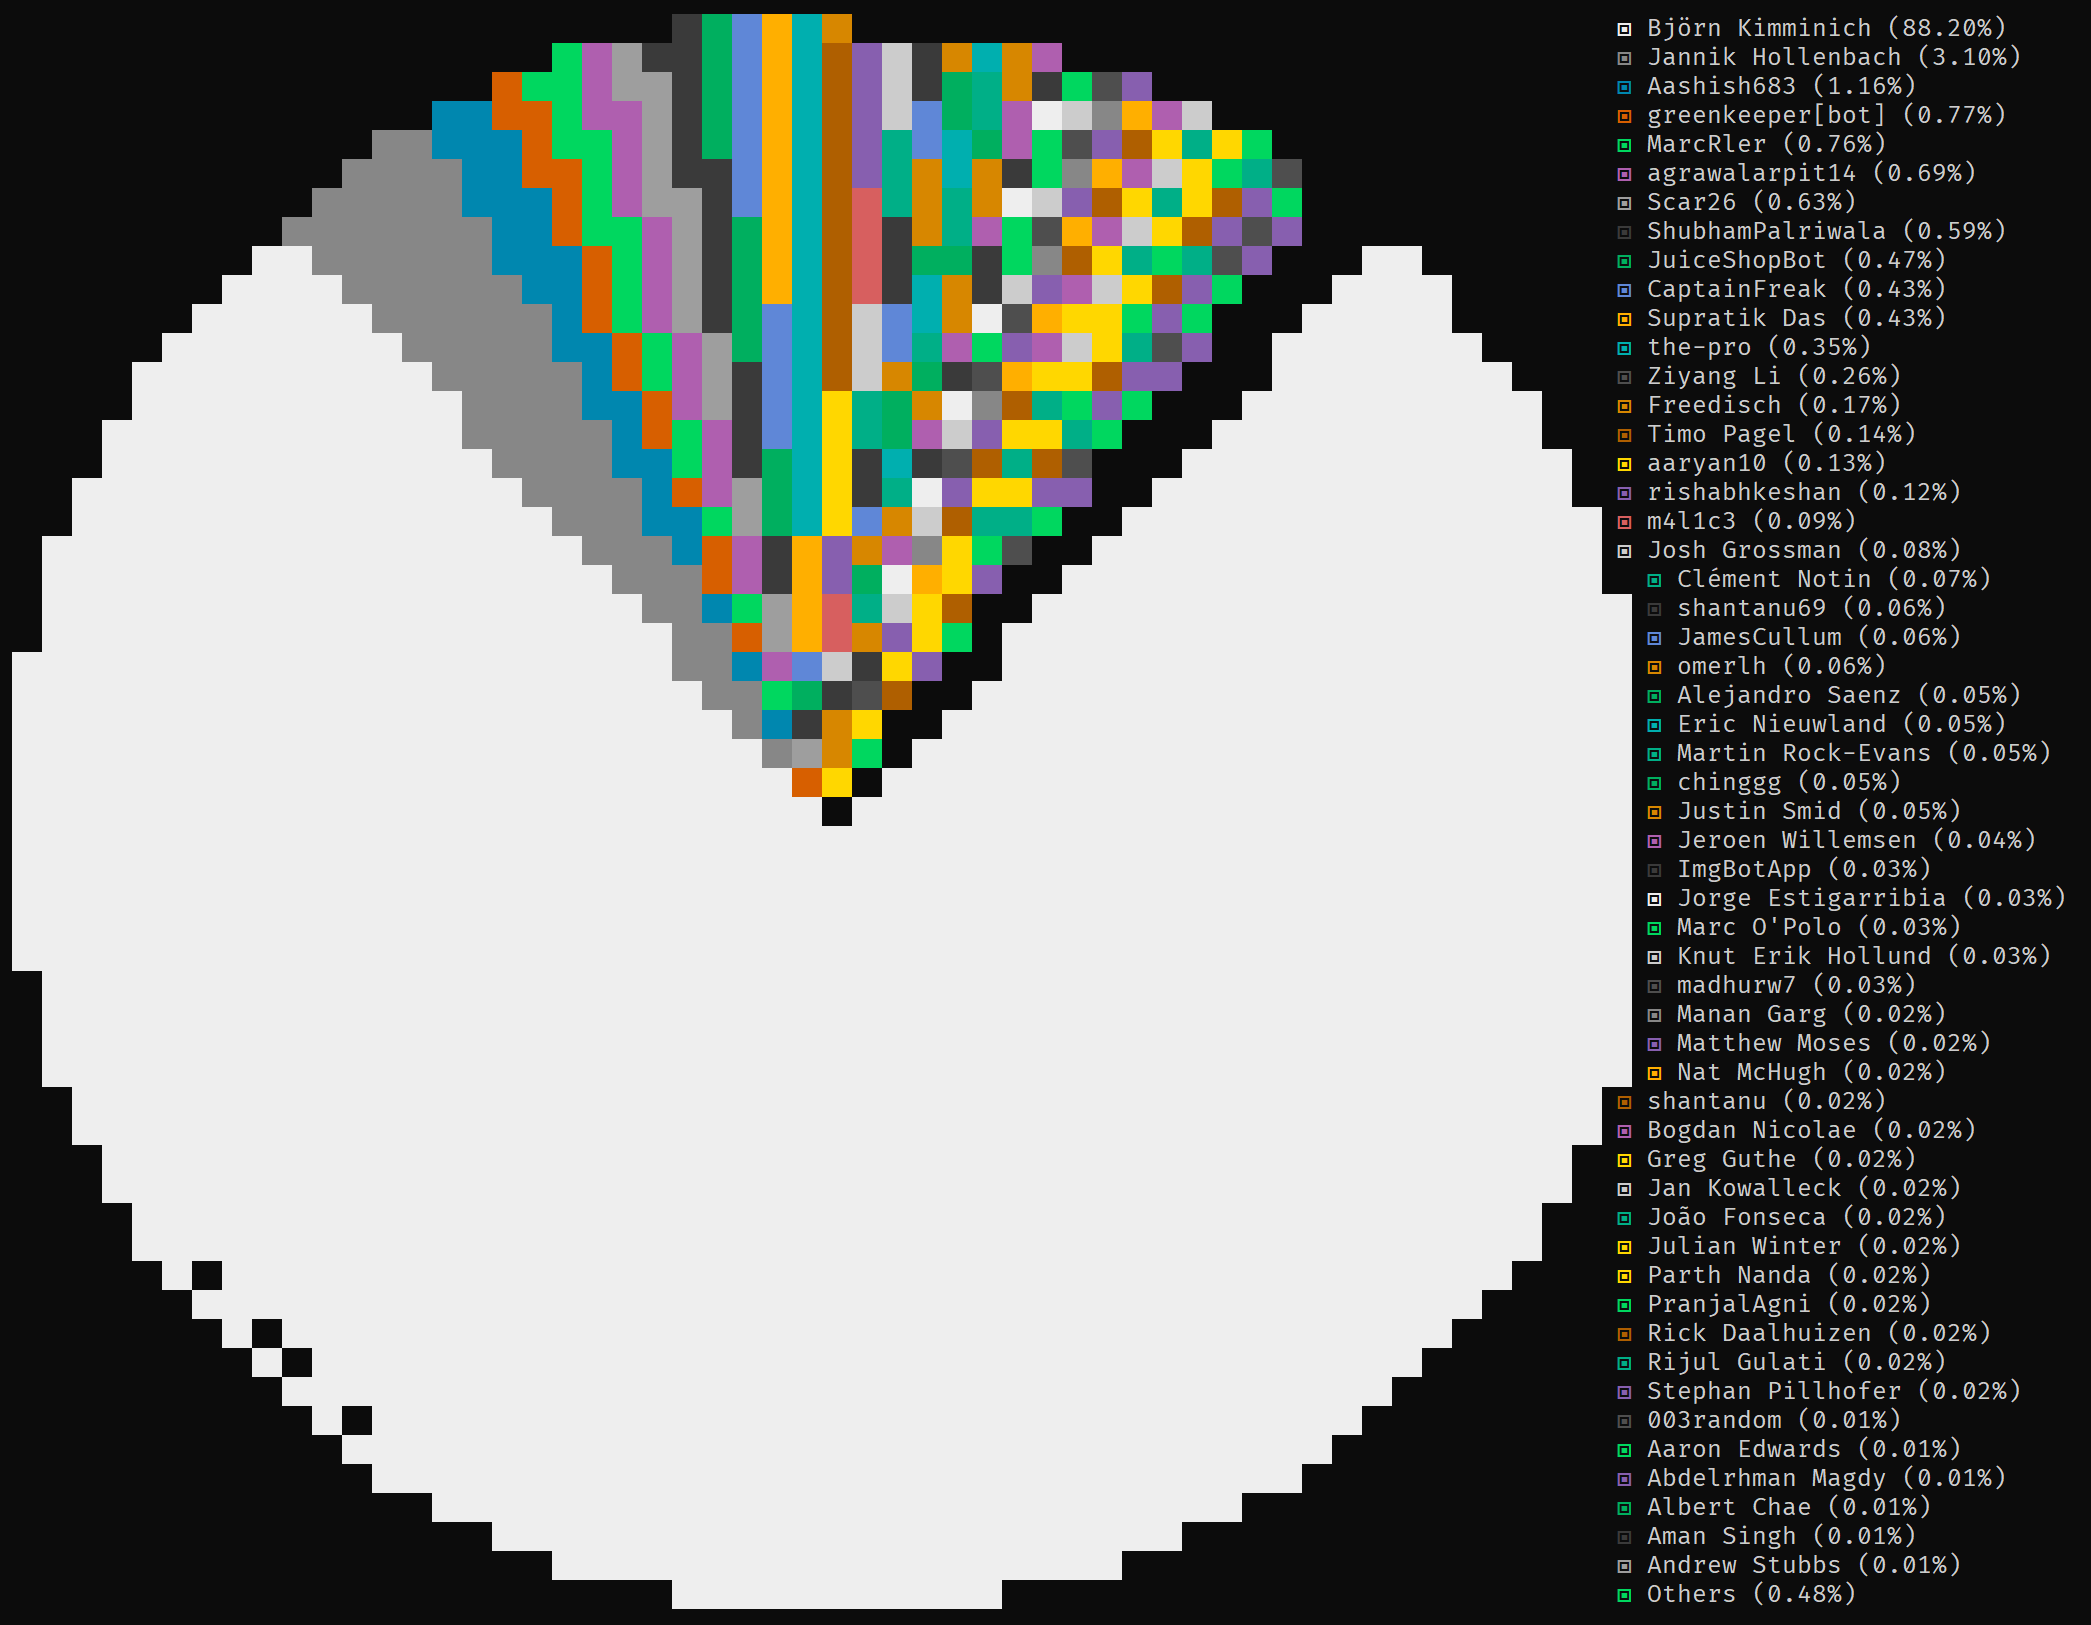 Björn Kimminich (88.20%)
Jannik Hollenbach (3.10%)
Aashish683 (1.16%)
greenkeeper[bot] (0.77%)
MarcRler (0.76%)
agrawalarpit14 (0.69%)
Scar26 (0.63%)
ShubhamPalriwala (0.59%)
JuiceShopBot (0.47%)
CaptainFreak (0.43%)
Supratik Das (0.43%)
the-pro (0.35%)
Ziyang Li (0.26%)
Freedisch (0.17%)
Timo Pagel (0.14%)
aaryan10 (0.13%)
rishabhkeshan (0.12%)
m4l1c3 (0.09%)
Josh Grossman (0.08%)
Clément Notin (0.07%)
shantanu69 (0.06%)
JamesCullum (0.06%)
omerlh (0.06%)
Alejandro Saenz (0.05%)
Eric Nieuwland (0.05%)
Martin Rock-Evans (0.05%)
chinggg (0.05%)
Justin Smid (0.05%)
Jeroen Willemsen (0.04%)
ImgBotApp (0.03%)
Jorge Estigarribia (0.03%)
Marc O'Polo (0.03%)
Knut Erik Hollund (0.03%)
madhurw7 (0.03%)
Manan Garg (0.02%)
Matthew Moses (0.02%)
Nat McHugh (0.02%)
shantanu (0.02%)
Bogdan Nicolae (0.02%)
Greg Guthe (0.02%)
Jan Kowalleck (0.02%)
João Fonseca (0.02%)
Julian Winter (0.02%)
Parth Nanda (0.02%)
PranjalAgni (0.02%)
Rick Daalhuizen (0.02%)
Rijul Gulati (0.02%)
Stephan Pillhofer (0.02%)
003random (0.01%)
Aaron Edwards (0.01%)
Abdelrhman Magdy (0.01%)
Albert Chae (0.01%)
Aman Singh (0.01%)
Andrew Stubbs (0.01%)
Others (0.48%)